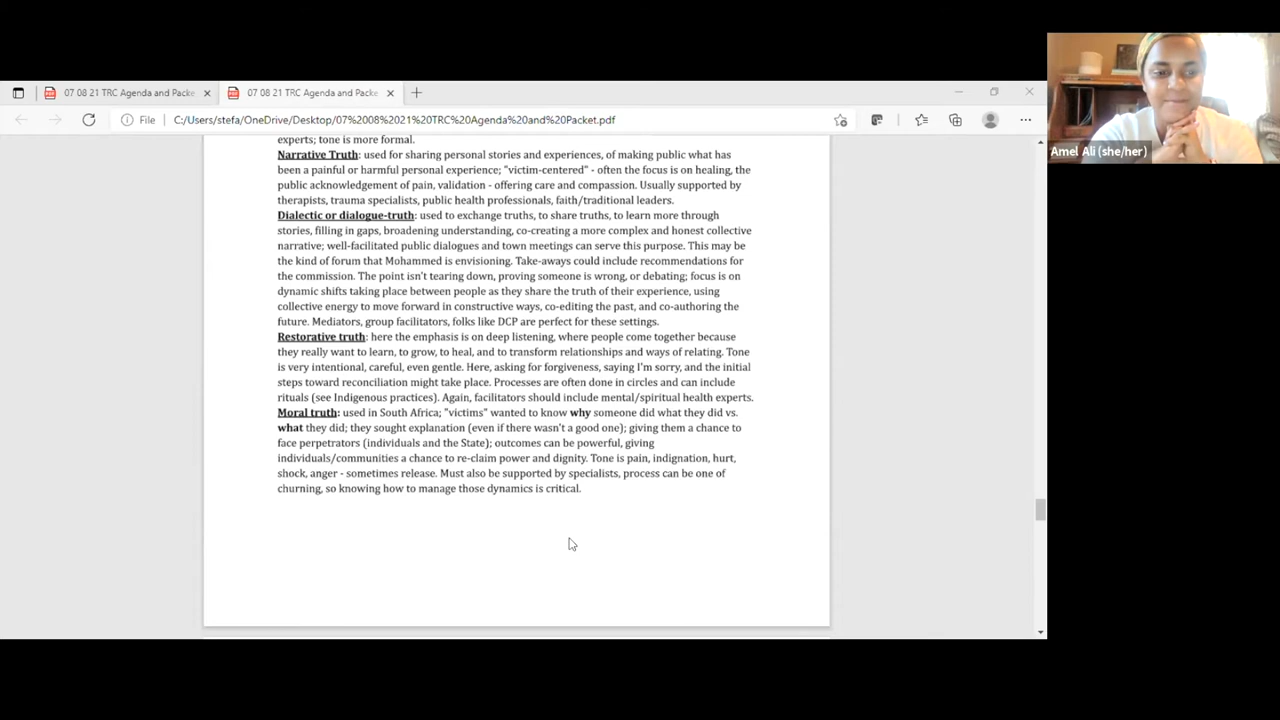 07 08 21 TRC Agenda and Packe
07 08 21 TRC Agenda and Packe
File
C:/Users/stefa/OneDrive/Desktop/07%2008%2021%20TRC%20Agenda%20and%20Packet.pdf
Amel Ali (she/her)
experts; tone is more formal.
Narrative Truth: used for sharing personal stories and experiences, of making public what has
been a painful or harmful personal experience; "victim-centered" - often the focus is on healing, the
public acknowledgement of pain, validation - offering care and compassion. Usually supported by
therapists, trauma specialists, public health professionals, faith/traditional leaders.
Dialectic or dialogue-truth: used to exchange truths, to share truths, to learn more through
stories, filling in gaps, broadening understanding, co-creating a more complex and honest collective
narrative; well-facilitated public dialogues and town meetings can serve this purpose. This may be
the kind of forum that Mohammed is envisioning. Take-aways could include recommendations for
the commission. The point isn't tearing down, proving someone is wrong, or debating; focus is on
dynamic shifts taking place between people as they share the truth of their experience, using
collective energy to move forward in constructive ways, co-editing the past, and co-authoring the
future. Mediators, group facilitators, folks like DCP are perfect for these settings.
Restorative truth: here the emphasis is on deep listening, where people come together because
they really want to learn, to grow, to heal, and to transform relationships and ways of relating. Tone
is very intentional, careful, even gentle. Here, asking for forgiveness, saying I'm sorry, and the initial
steps toward reconciliation might take place. Processes are often done in circles and can include
rituals (see Indigenous practices). Again, facilitators should include mental/spiritual health experts.
Moral truth: used in South Africa; "victims" wanted to know why someone did what they did vs.
what they did; they sought explanation (even if there wasn't a good one); giving them a chance to
face perpetrators (individuals and the State); outcomes can be powerful, giving
individuals/communities a chance to re-claim power and dignity. Tone is pain, indignation, hurt,
shock, anger - sometimes release. Must also be supported by specialists, process can be one of
churning, so knowing how to manage those dynamics is critical.